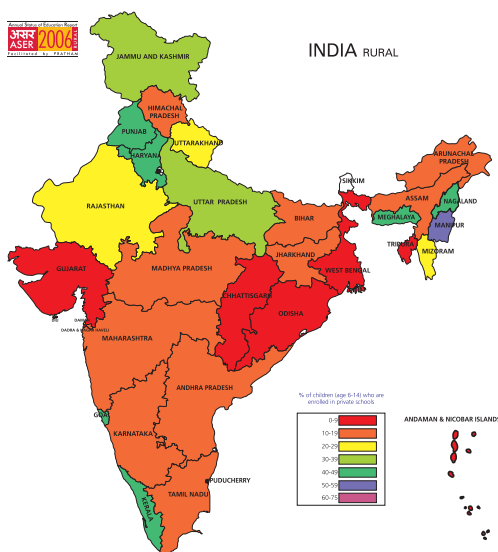 Annual Status of Education Report
असर
ASER
2006
RURAL
Facilitated by PRATHAM
INDIA RURAL
JAMMU AND KASHMIR
HIMACHAL
PRADESH
PUNJAB
UTTARAKHAND
HARYANA
RAJASTHAN
UTTAR PRADESH
SIKKIM
ARUNACHAL
PRADESH
ASSAM
NAGALAND
MEGHALAYA
MANIPUR
BIHAR
TRIPURA
MIZORAM
JHARKHAND
WEST BENGAL
GUJARAT
MADHYA PRADESH
CHHATTISGARH
ODISHA
DIU
DAMAN
DADRA & NAGAR HAVELI
MAHARASHTRA
ANDHRA PRADESH
GOA
KARNATAKA
PUDUCHERRY
TAMIL NADU
KERALA
% of children (age 6-14) who are
enrolled in private schools
0-9
10-19
20-29
30-39
40-49
50-59
60-75
ANDAMAN & NICOBAR ISLANDS